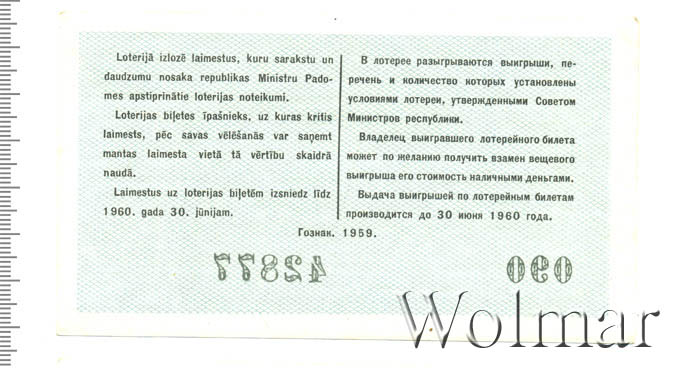 Loterijā izlozē laimestus, kuru sarakstu un
daudzumu nosaka republikas Ministru Pado-
mes apstiprinātie loterijas noteikumi.
Loterijas biļetes īpašnieks, uz kuras kritis
laimests, pēc savas vēlēšanās var saņemt
mantas laimesta vietā tā vērtību skaidrā
naudā.
Laimestus uz loterijas biļetēm izsniedz līdz
1960. gada 30. jūnijam.
В лотерее разыгрываются выигрыши, пе-
речень и количество которых установлены
условиями лотереи, утвержденными Советом
Министров республики.
Владелец выигравшего лотерейного билета
может по желанию получить взамен вещевого
выигрыша его стоимость наличными деньгами.
Выдача выигрышей по лотерейным билетам
производится до 30 июня 1960 года.
Гознак. 1959.
42877
090
Wolmar